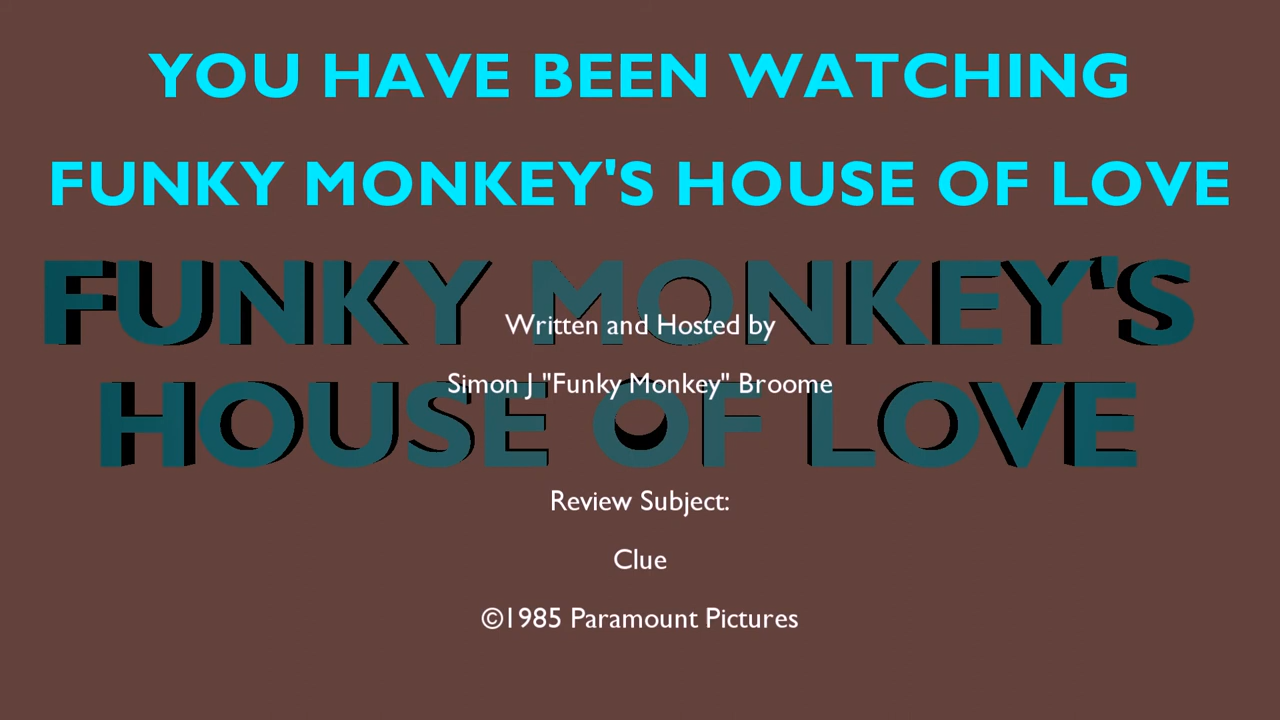 YOU HAVE BEEN WATCHING
FUNKY MONKEY'S HOUSE OF LOVE
FUNKY MONKEY'S
HOUSE OF LOVE
Written and Hosted by
Simon J "Funky Monkey" Broome
Review Subject:
Clue
©1985 Paramount Pictures